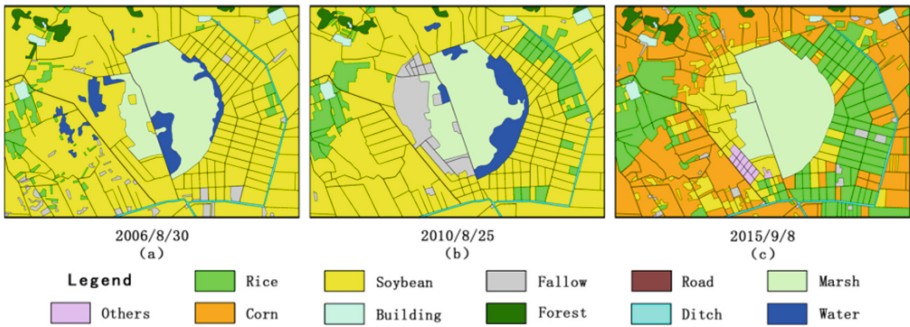 2006/8/30 2010/8/25 2015/9/8
(a) (b) (c)
Legend Rice Soybean Fallow Road Marsh
Others Corn Building Forest Ditch Water